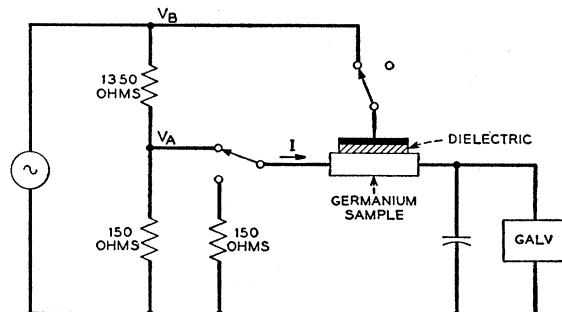 V_B
1350
OHMS
V_A
I
DIELECTRIC
GERMANIUM
SAMPLE
150
OHMS
150
OHMS
GALV